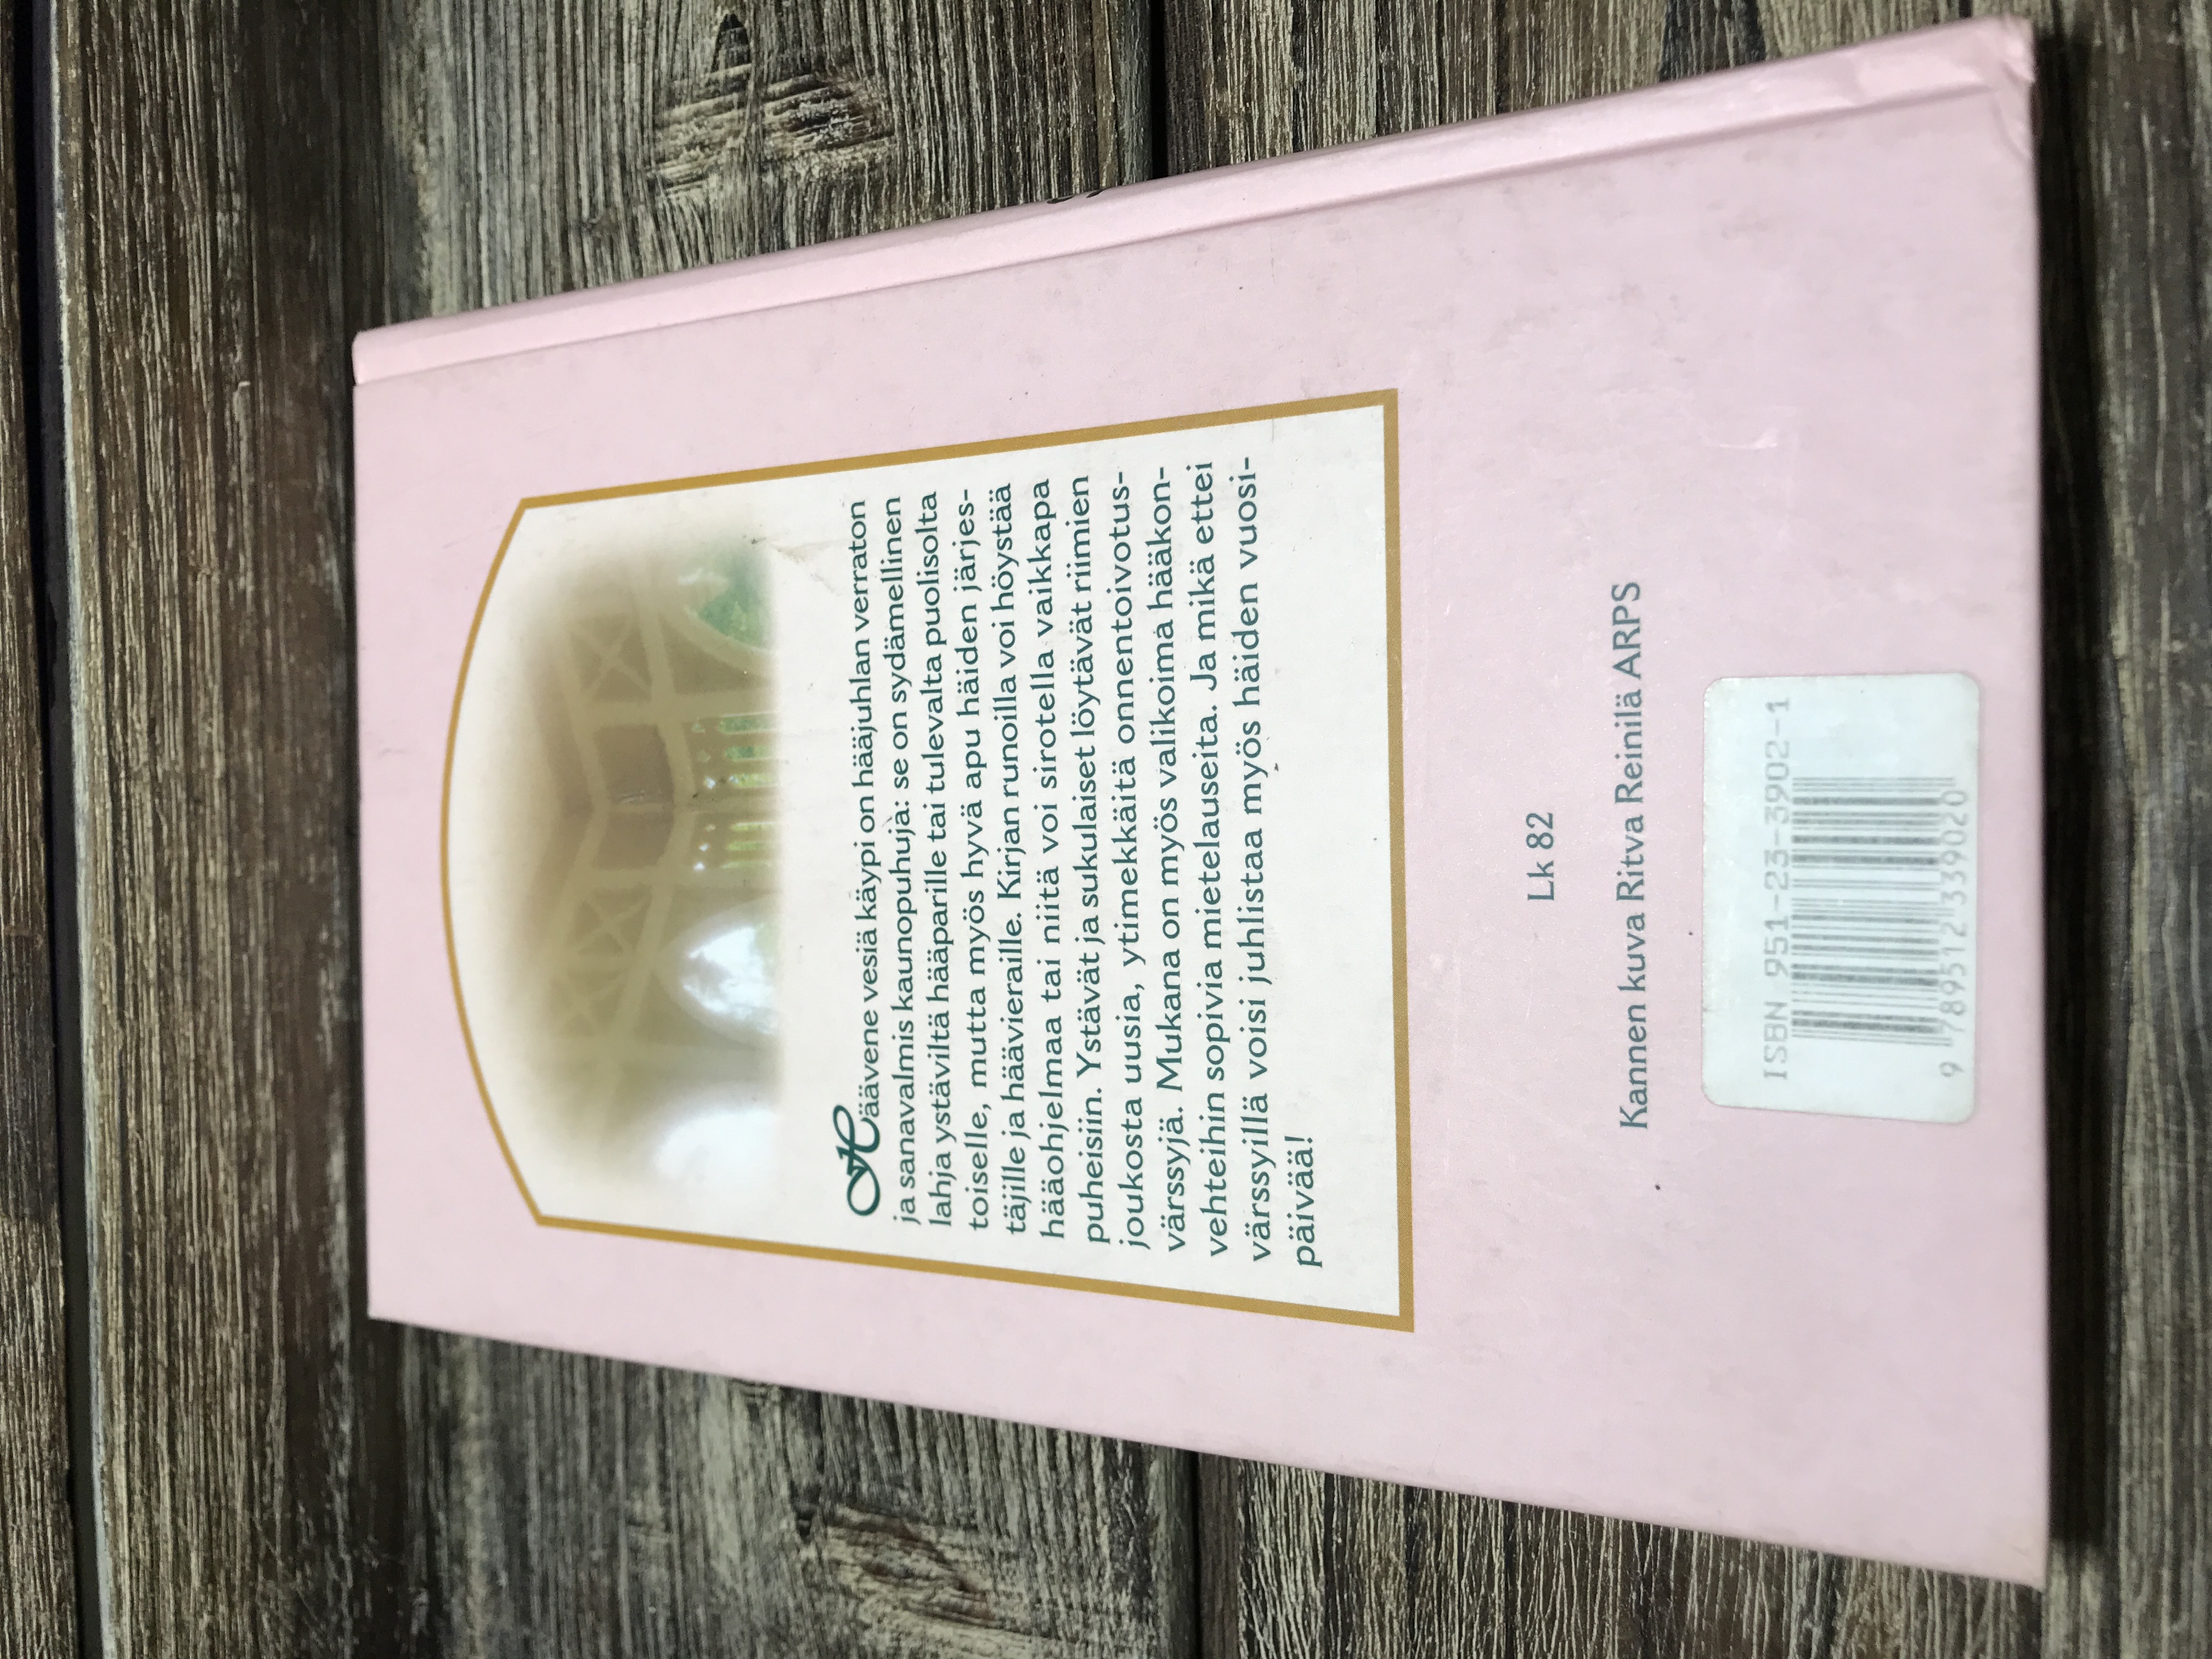 Häävene vesiä käypi on hääjuhlan verraton
ja sanavalmis kaunopuhuja: se on sydämellinen
lahja ystäviltä hääparille tai tulevalta puolisolta
toiselle, mutta myös hyvä apu häiden järjes-
täjille ja häävieraille. Kirjan runoilla voi höystää
hääohjelmaa tai niitä voi sirotella vaikkapa
puheisiin. Ystävät ja sukulaiset löytävät riimien
joukosta uusia, ytimekkäitä onnentoivotus-
värssyjä. Mukana on myös valikoima hääkon-
vehteihin sopivia mietelauseita. Ja mikä ettei
värssyillä voisi juhlistaa myös häiden vuosi-
päivää!
Lk 82
Kannen kuva Ritva Reinilä ARPS
ISBN 951-23-3902-1
9 789512 339020